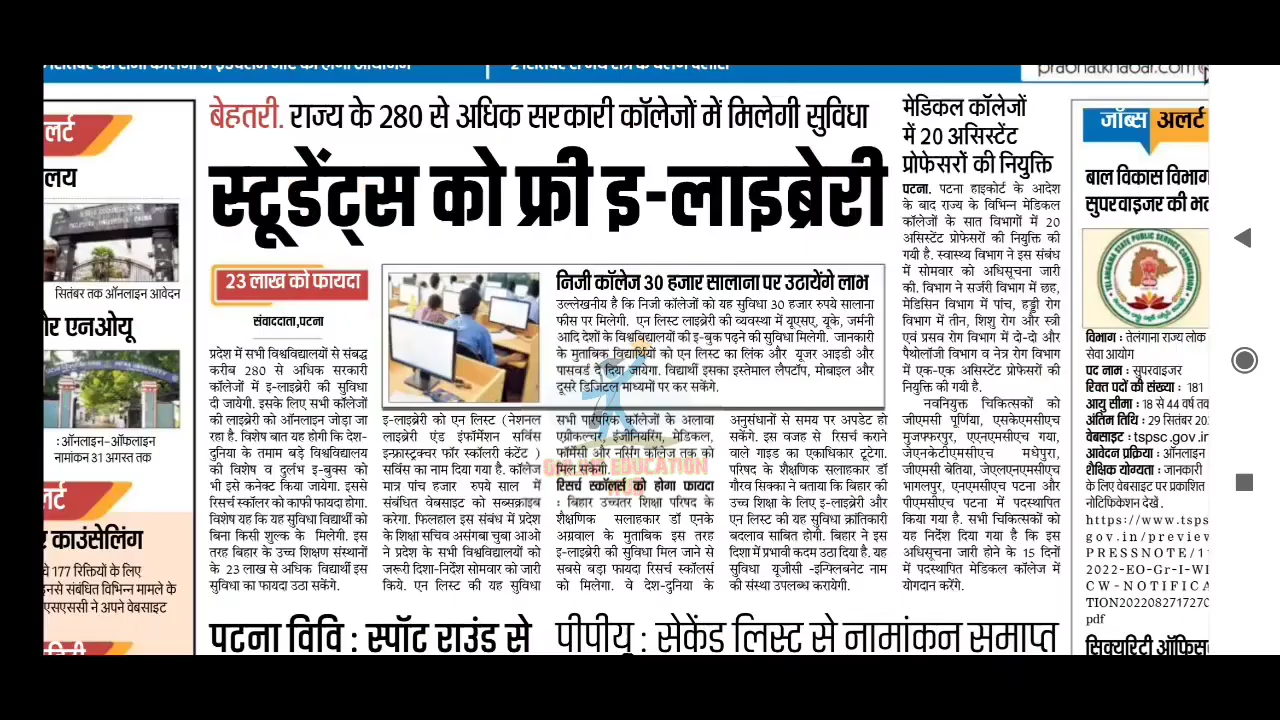 prabhatkhabar.com
लर्ट
लय
सितंबर तक ऑनलाइन आवेदन
ोर एनओयू
: ऑनलाइन-ऑफलाइन
नामांकन 31 अगस्त तक
लर्ट
र काउंसेलिंग
177 रिक्तियों के लिए
नसे संबंधित विभिन्न मामले के
एसएससी ने अपने वेबसाइट
बेहतरी. राज्य के 280 से अधिक सरकारी कॉलेजों में मिलेगी सुविधा
स्टूडेंट्स को फ्री इ-लाइब्रेरी
23 लाख को फायदा
संवाददाता,पटना
प्रदेश में सभी विश्वविद्यालयों से संबद्ध
करीब 280 से अधिक सरकारी
कॉलेजों में इ-लाइब्रेरी की सुविधा
दी जायेगी. इसके लिए सभी कॉलेजों
की लाइब्रेरी को ऑनलाइन जोड़ा जा
रहा है. विशेष बात यह होगी कि देश-
दुनिया के तमाम बड़े विश्वविद्यालय
की विशेष व दुर्लभ इ-बुक्स को
भी इसे कनेक्ट किया जायेगा. इससे
रिसर्च स्कॉलर को काफी फायदा होगा.
विशेष यह कि यह सुविधा विद्यार्थी को
बिना किसी शुल्क के मिलेगी. इस
तरह बिहार के उच्च शिक्षण संस्थानों
के 23 लाख से अधिक विद्यार्थी इस
सुविधा का फायदा उठा सकेंगे.
निजी कॉलेज 30 हजार सालाना पर उठायेंगे लाभ
उल्लेखनीय है कि निजी कॉलेजों को यह सुविधा 30 हजार रुपये सालाना
फीस पर मिलेगी. एन लिस्ट लाइब्रेरी की व्यवस्था में यूएसए, यूके, जर्मनी
आदि देशों के विश्वविद्यालयों की इ-बुक पढ़ने की सुविधा मिलेगी. जानकारी
के मुताबिक विद्यार्थियों को एन लिस्ट का लिंक और यूजर आइडी और
पासवर्ड दे दिया जायेगा. विद्यार्थी इसका इस्तेमाल लैपटॉप, मोबाइल और
दूसरे डिजिटल माध्यमों पर कर सकेंगे.
इ-लाइब्रेरी को एन लिस्ट (नेशनल
लाइब्रेरी एंड इंफॉर्मेशन सर्विस
इन्फ्रास्ट्रक्चर फॉर स्कॉलरी कंटेंट )
सर्विस का नाम दिया गया है. कॉलेज
मात्र पांच हजार रुपये साल में
संबंधित वेबसाइट को सब्सक्राइब
करेगा. फिलहाल इस संबंध में प्रदेश
के शिक्षा सचिव असंगबा चुबा आओ
ने प्रदेश के सभी विश्वविद्यालयों को
जरूरी दिशा-निर्देश सोमवार को जारी
किये. एन लिस्ट की यह सुविधा
सभी पारंपरिक कॉलेजों के अलावा
एग्रीकल्चर, इंजीनियरिंग, मेडिकल,
फॉर्मेसी और नर्सिंग कॉलेज तक को
मिल सकेगी.
रिसर्च स्कॉलर्स को होगा फायदा
: बिहार उच्चतर शिक्षा परिषद के
शैक्षणिक सलाहकार डॉ एनके
अग्रवाल के मुताबिक इस तरह
इ-लाइब्रेरी की सुविधा मिल जाने से
सबसे बड़ा फायदा रिसर्च स्कॉलर्स
को मिलेगा. वे देश-दुनिया के
अनुसंधानों से समय पर अपडेट हो
सकेंगे. इस वजह से रिसर्च कराने
वाले गाइड का एकाधिकार टूटेगा.
परिषद के शैक्षणिक सलाहकार डॉ
गौरव सिक्का ने बताया कि बिहार की
उच्च शिक्षा के लिए इ-लाइब्रेरी और
एन लिस्ट की यह सुविधा क्रांतिकारी
बदलाव साबित होगी. बिहार ने इस
दिशा में प्रभावी कदम उठा दिया है. यह
सुविधा यूजीसी -इन्फ्लिबनेट नाम
की संस्था उपलब्ध करायेगी.
मेडिकल कॉलेजों
में 20 असिस्टेंट
प्रोफेसरों की नियुक्ति
पटना. पटना हाइकोर्ट के आदेश
के बाद राज्य के विभिन्न मेडिकल
कॉलेजों के सात विभागों में 20
असिस्टेंट प्रोफेसरों की नियुक्ति की
गयी है. स्वास्थ्य विभाग ने इस संबंध
में सोमवार को अधिसूचना जारी
की. विभाग ने सर्जरी विभाग में छह,
मेडिसिन विभाग में पांच, हड्डी रोग
विभाग में तीन, शिशु रोग और स्त्री
एवं प्रसव रोग विभाग में दो-दो और
पैथोलॉजी विभाग व नेत्र रोग विभाग
में एक-एक असिस्टेंट प्रोफेसरों की
नियुक्ति की गयी है.
नवनियुक्त चिकित्सकों को
जीएमसी पूर्णिया, एसकेएमसीएच
मुजफ्फरपुर, एएनएमसीएच गया,
जेएनकेटीएमसीएच मधेपुरा,
जीएमसी बेतिया, जेएलएनएमसीएच
भागलपुर, एनएमसीएच पटना और
पीएमसीएच पटना में पदस्थापित
किया गया है. सभी चिकित्सकों को
यह निर्देश दिया गया है कि इस
अधिसूचना जारी होने के 15 दिनों
में पदस्थापित मेडिकल कॉलेज में
योगदान करेंगे.
जॉब्स अलर्ट
बाल विकास विभाग
सुपरवाइजर की भर्त
विभाग : तेलंगाना राज्य लोक
सेवा आयोग
पद नाम : सुपरवाइजर
रिक्त पदों की संख्या : 181
आयु सीमा : 18 से 44 वर्ष तक
अंतिम तिथि : 29 सितंबर 20
वेबसाइट : tspsc.gov.in
आवेदन प्रक्रिया : ऑनलाइन
शैक्षिक योग्यता : जानकारी
के लिए वेबसाइट पर प्रकाशित
नोटिफिकेशन देखें .
https://www.tsps
gov.in/preview
PRESSNOTE/1
2022-EO-Gr-I-W
CW-NOTIFICA
TION2022082717270
pdf
सिक्यूरिटी ऑफिस
पटना विवि : स्पॉट राउंड से
पीपीयू : सेकेंड लिस्ट से नामांकन समाप्त